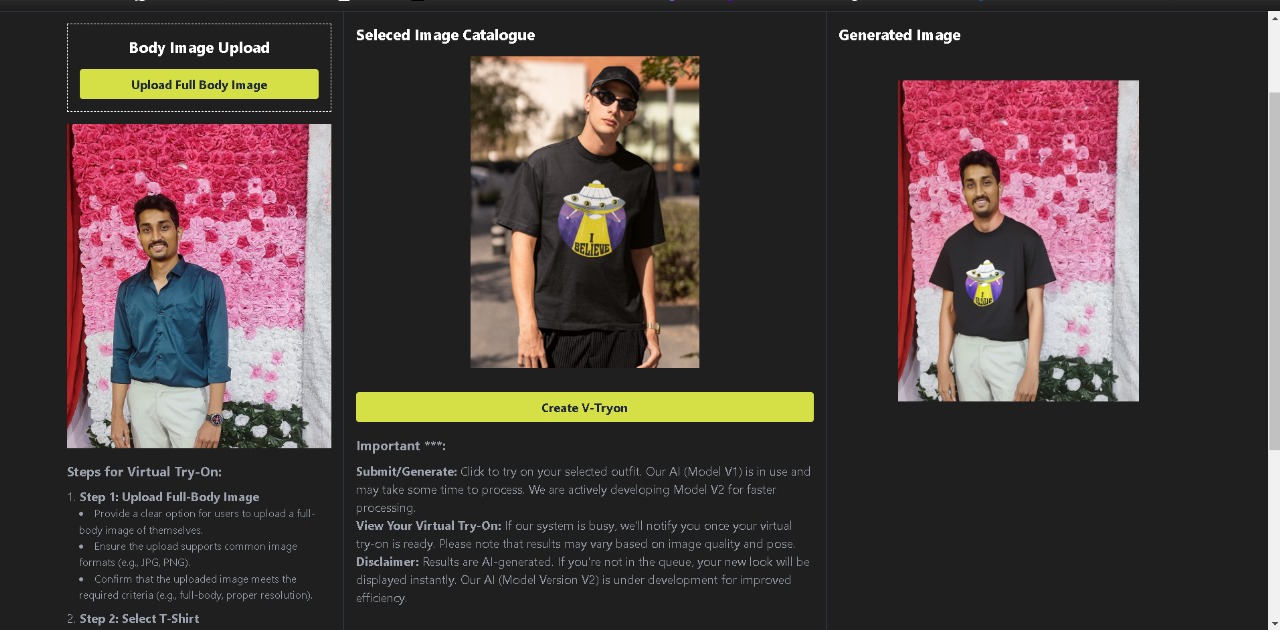 Body Image Upload
Upload Full Body Image
Steps for Virtual Try-On:
1. Step 1: Upload Full-Body Image
• Provide a clear option for users to upload a full-
body image of themselves.
• Ensure the upload supports common image
formats (e.g., JPG, PNG).
• Confirm that the uploaded image meets the
required criteria (e.g., full-body, proper resolution).
2. Step 2: Select T-Shirt
Seleced Image Catalogue
I
BELIEVE
Create V-Tryon
Important ***:
Submit/Generate: Click to try on your selected outfit. Our AI (Model V1) is in use and
may take some time to process. We are actively developing Model V2 for faster
processing.
View Your Virtual Try-On: If our system is busy, we'll notify you once your virtual
try-on is ready. Please note that results may vary based on image quality and pose.
Disclaimer: Results are AI-generated. If you're not in the queue, your new look will be
displayed instantly. Our AI (Model Version V2) is under development for improved
efficiency.
Generated Image
I